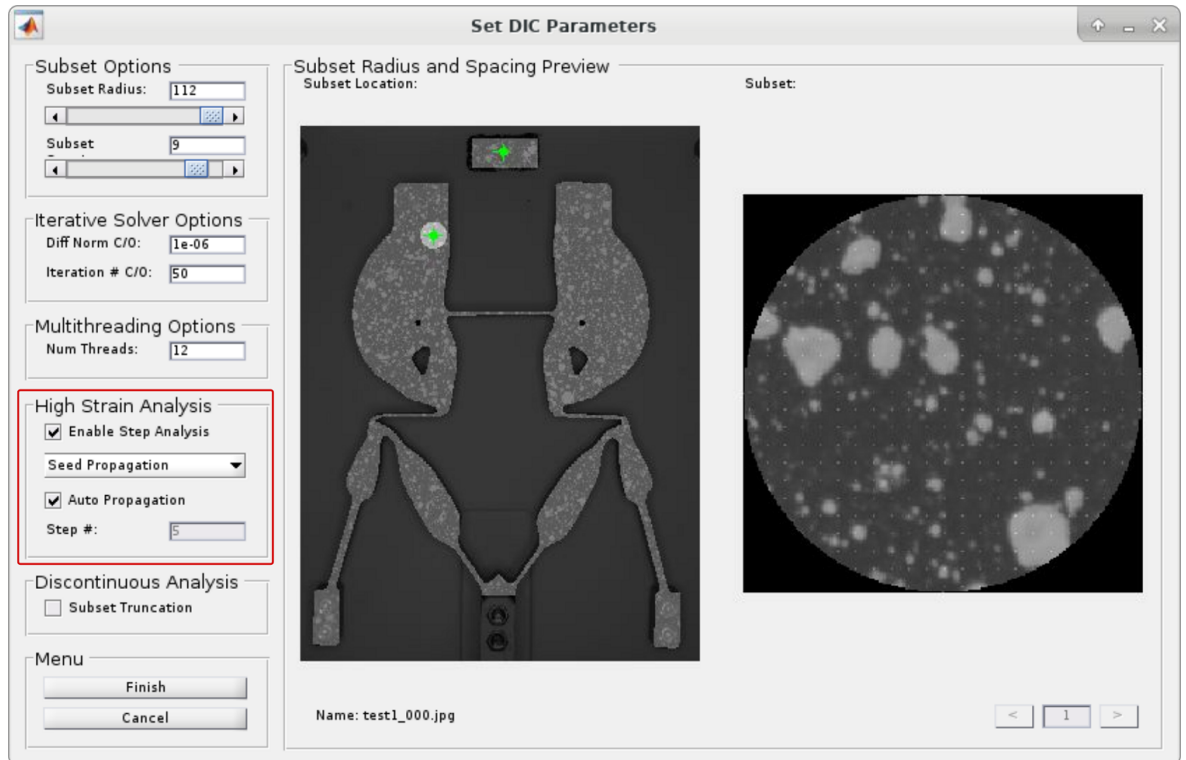 Set DIC Parameters
Subset Options
Subset Radius: 112
Subset 9
Iterative Solver Options
Diff Norm C/O: 1e-06
Iteration # C/O: 50
Multithreading Options
Num Threads: 12
High Strain Analysis
Enable Step Analysis
Seed Propagation
Auto Propagation
Step #: 5
Discontinuous Analysis
Subset Truncation
Menu
Finish
Cancel
Subset Radius and Spacing Preview
Subset Location: Subset:
Name: test1_000.jpg < 1 >